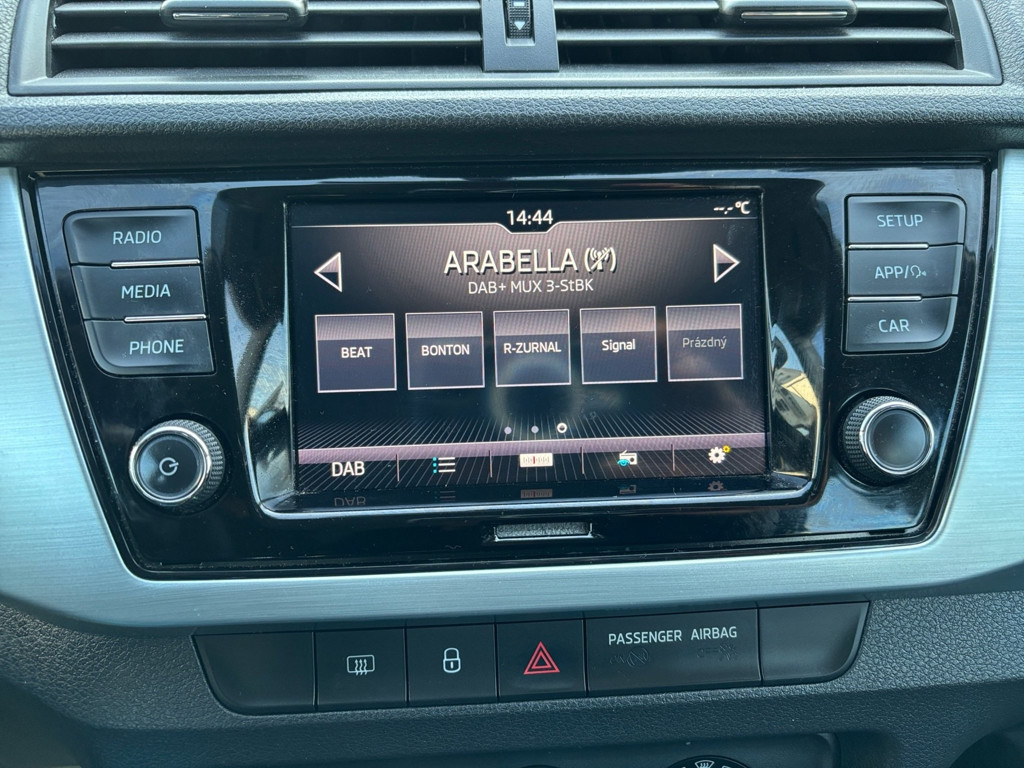 14:44
--.- °C
RADIO
ARABELLA
SETUP
DAB+ MUX 3-StBK
MEDIA
APP/
PHONE
BEAT
BONTON
R-ZURNAL
Signal
Prázdný
CAR
DAB
PASSENGER AIRBAG